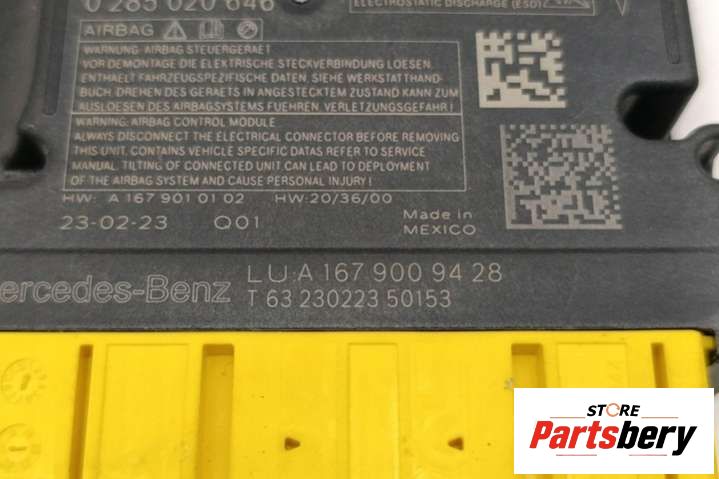 0 285 020 646
ELECTROSTATIC DISCHARGE (ESD)
AIRBAG
WARNUNG: AIRBAG STEUERGERAET
VOR DEMONTAGE DIE ELEKTRISCHE STECKVERBINDUNG LOESEN.
ENTHAELT FAHRZEUGSPEZIFISCHE DATEN, SIEHE WERKSTATTHAND-
BUCH. DREHEN DES GERAETS IN ANGESTECKTEM ZUSTAND KANN ZUM
AUSLOESEN DES AIRBAGSYSTEMS FUEHREN. VERLETZUNGSGEFAHR!
WARNING: AIRBAG CONTROL MODULE
ALWAYS DISCONNECT THE ELECTRICAL CONNECTOR BEFORE REMOVING
THIS UNIT. CONTAINS VEHICLE SPECIFIC DATAS REFER TO SERVICE
MANUAL. TILTING OF CONNECTED UNIT CAN LEAD TO DEPLOYMENT
OF THE AIRBAG SYSTEM AND CAUSE PERSONAL INJURY!
HW: A 167 901 01 02 HW: 20/36/00
23-02-23 Q01
Made in
MEXICO
ercedes-Benz LU:A 167 900 94 28
T 63 230223 50153
STORE
Partsbery